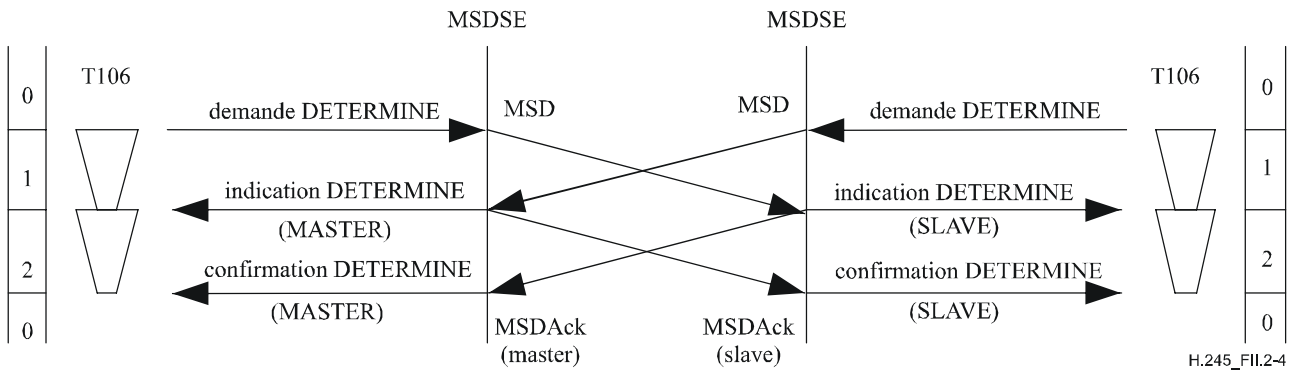 MSDSE MSDSE
T106 T106
0 0
demande DETERMINE MSD MSD demande DETERMINE
1 1
indication DETERMINE indication DETERMINE
(MASTER) (SLAVE)
2 2
confirmation DETERMINE confirmation DETERMINE
(MASTER) (SLAVE)
0 0
MSDAck MSDAck
(master) (slave)
H.245_FII.2-4